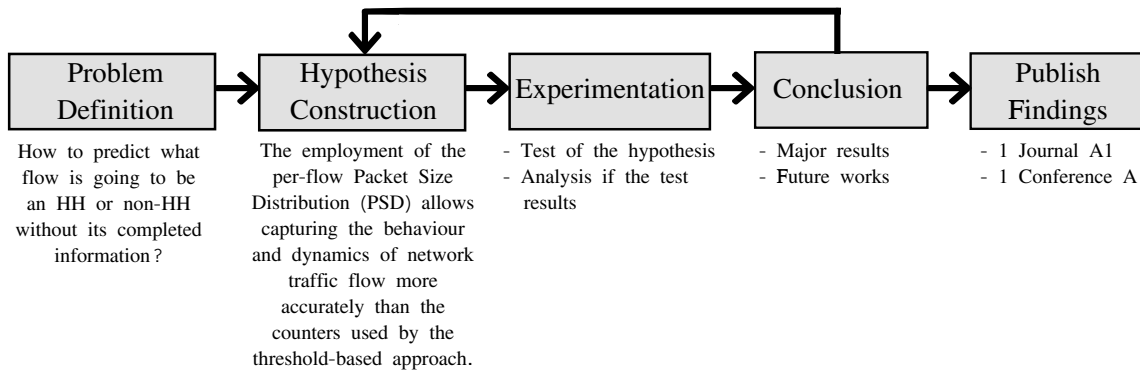 Problem
Definition
Hypothesis
Construction
Experimentation
Conclusion
Publish
Findings
How to predict what
flow is going to be
an HH or non-HH
without its completed
information?
The employment of the
per-flow Packet Size
Distribution (PSD) allows
capturing the behaviour
and dynamics of network
traffic flow more
accurately than the
counters used by the
threshold-based approach.
- Test of the hypothesis
- Analysis if the test
results
- Major results
- Future works
- 1 Journal A1
- 1 Conference A